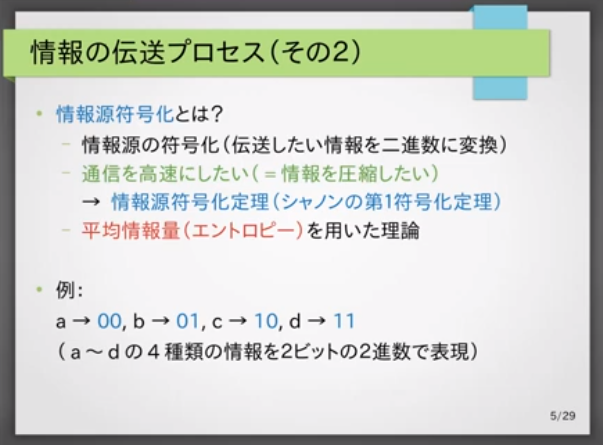 情報の伝送プロセス(その2)
• 情報源符号化とは?
– 情報源の符号化(伝送したい情報を二進数に変換)
– 通信を高速にしたい(=情報を圧縮したい)
→ 情報源符号化定理(シャノンの第1符号化定理)
– 平均情報量(エントロピー)を用いた理論
• 例:
a → 00, b → 01, c → 10, d → 11
(a~dの4種類の情報を2ビットの2進数で表現)
5/29